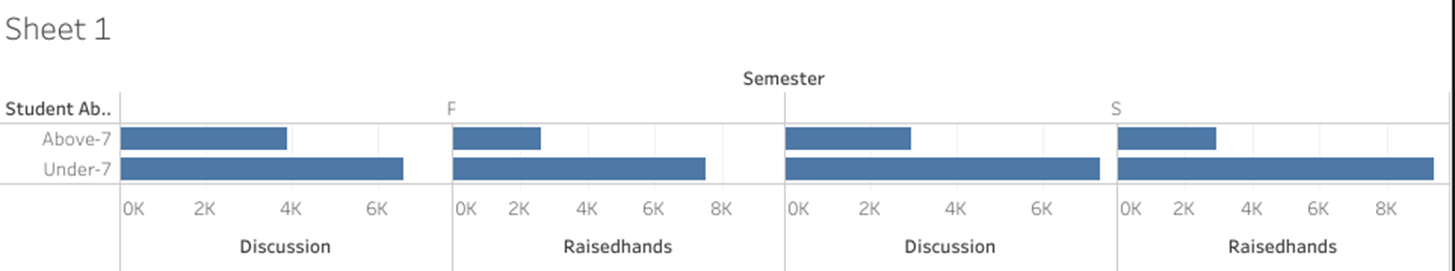 Sheet 1
Semester
Student Ab.. F S
Above-7
Under-7
0K 2K 4K 6K 0K 2K 4K 6K 8K 0K 2K 4K 6K 0K 2K 4K 6K 8K
Discussion Raisedhands Discussion Raisedhands